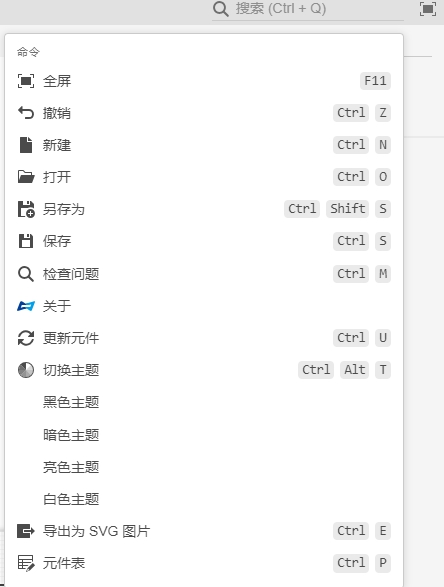 搜索 (Ctrl + Q)
命令
全屏 F11
撤销 Ctrl Z
新建 Ctrl N
打开 Ctrl O
另存为 Ctrl Shift S
保存 Ctrl S
检查问题 Ctrl M
关于
更新元件 Ctrl U
切换主题 Ctrl Alt T
黑色主题
暗色主题
亮色主题
白色主题
导出为 SVG 图片 Ctrl E
元件表 Ctrl P